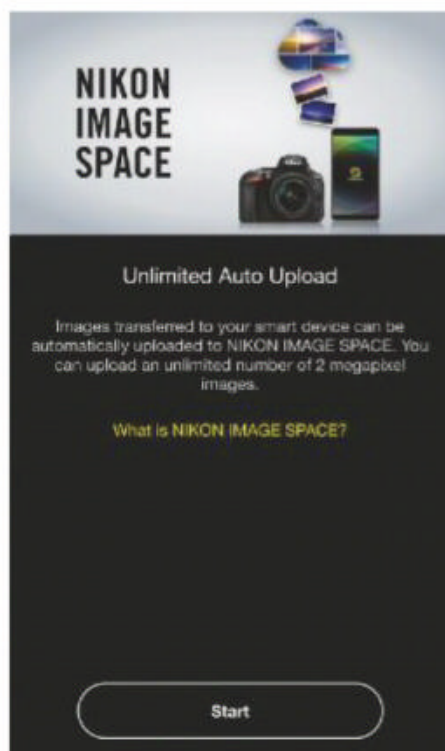 NIKON
IMAGE
SPACE
Unlimited Auto Upload
Images transferred to your smart device can be
automatically uploaded to NIKON IMAGE SPACE. You
can upload an unlimited number of 2 megapixel
images.
What is NIKON IMAGE SPACE?
Start